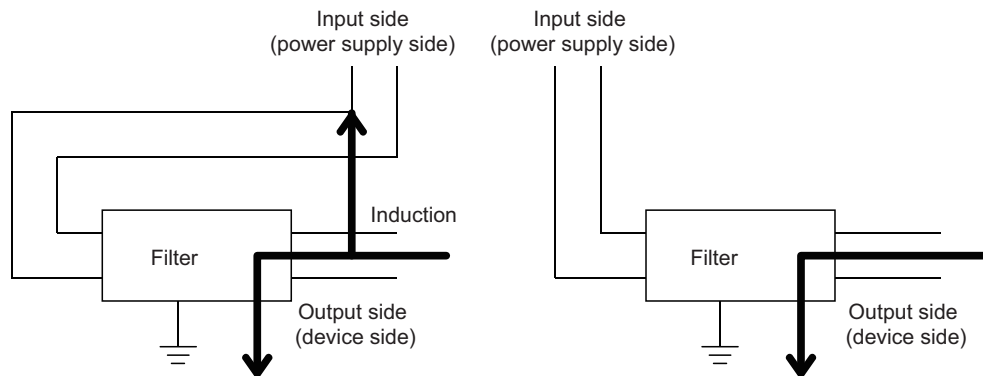 Input side
(power supply side)
Input side
(power supply side)
Induction
Filter
Filter
Output side
(device side)
Output side
(device side)